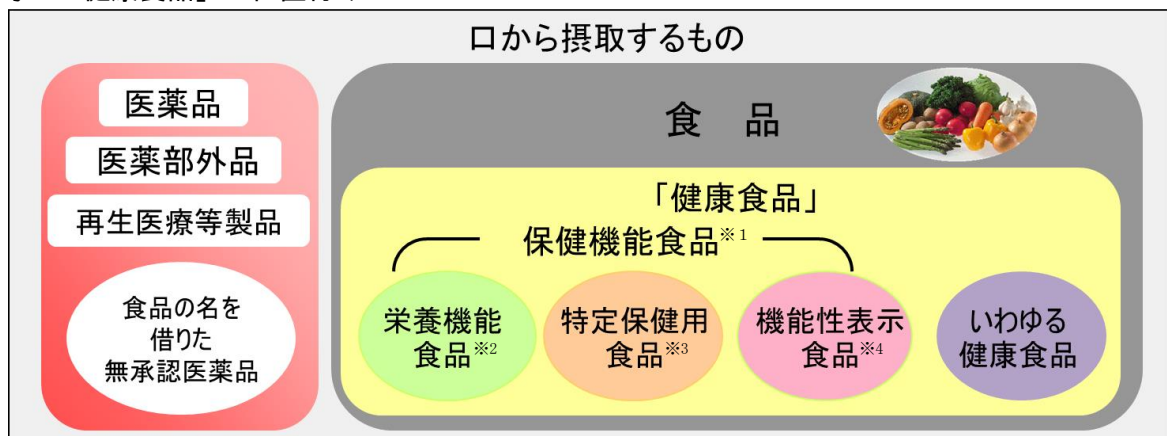 口から摂取するもの
医薬品
医薬部外品
再生医療等製品
食品の名を
借りた
無承認医薬品
食 品
「健康食品」
保健機能食品※1
栄養機能
食品※2
特定保健用
食品※3
機能性表示
食品※4
いわゆる
健康食品